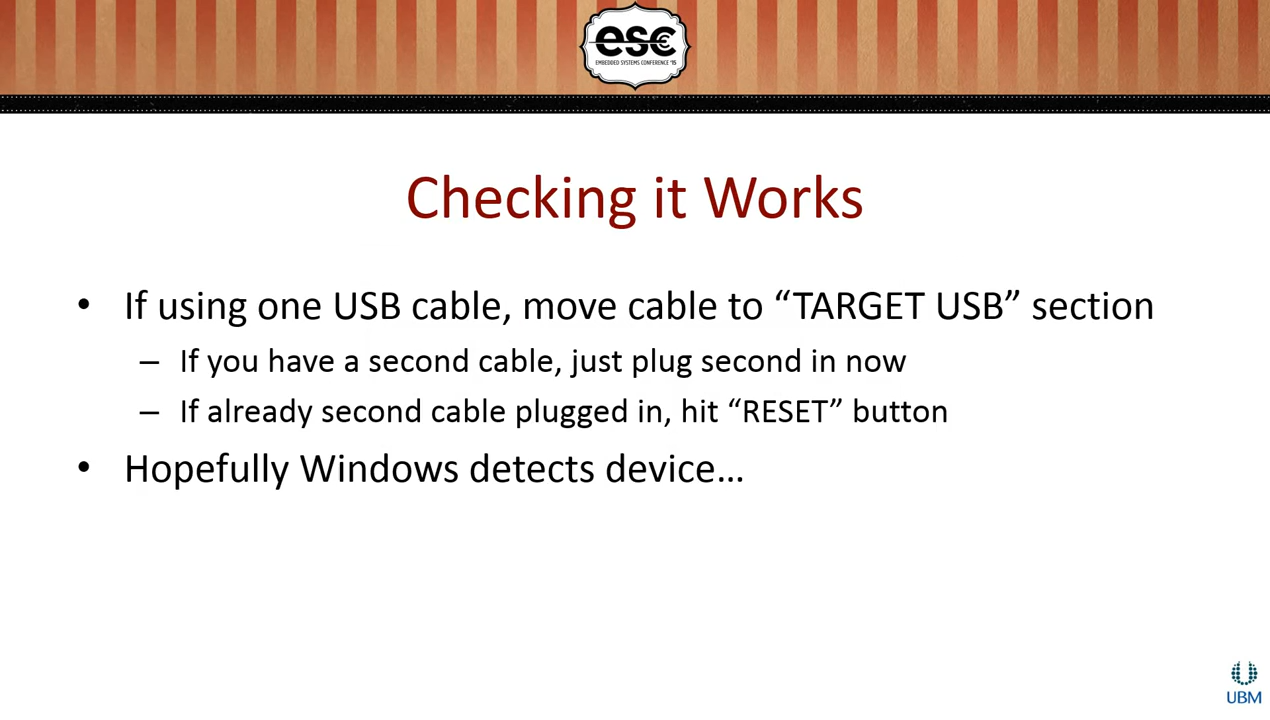 esc
EMBEDDED SYSTEMS CONFERENCE '15
Checking it Works
• If using one USB cable, move cable to “TARGET USB” section
– If you have a second cable, just plug second in now
– If already second cable plugged in, hit “RESET” button
• Hopefully Windows detects device…
UBM